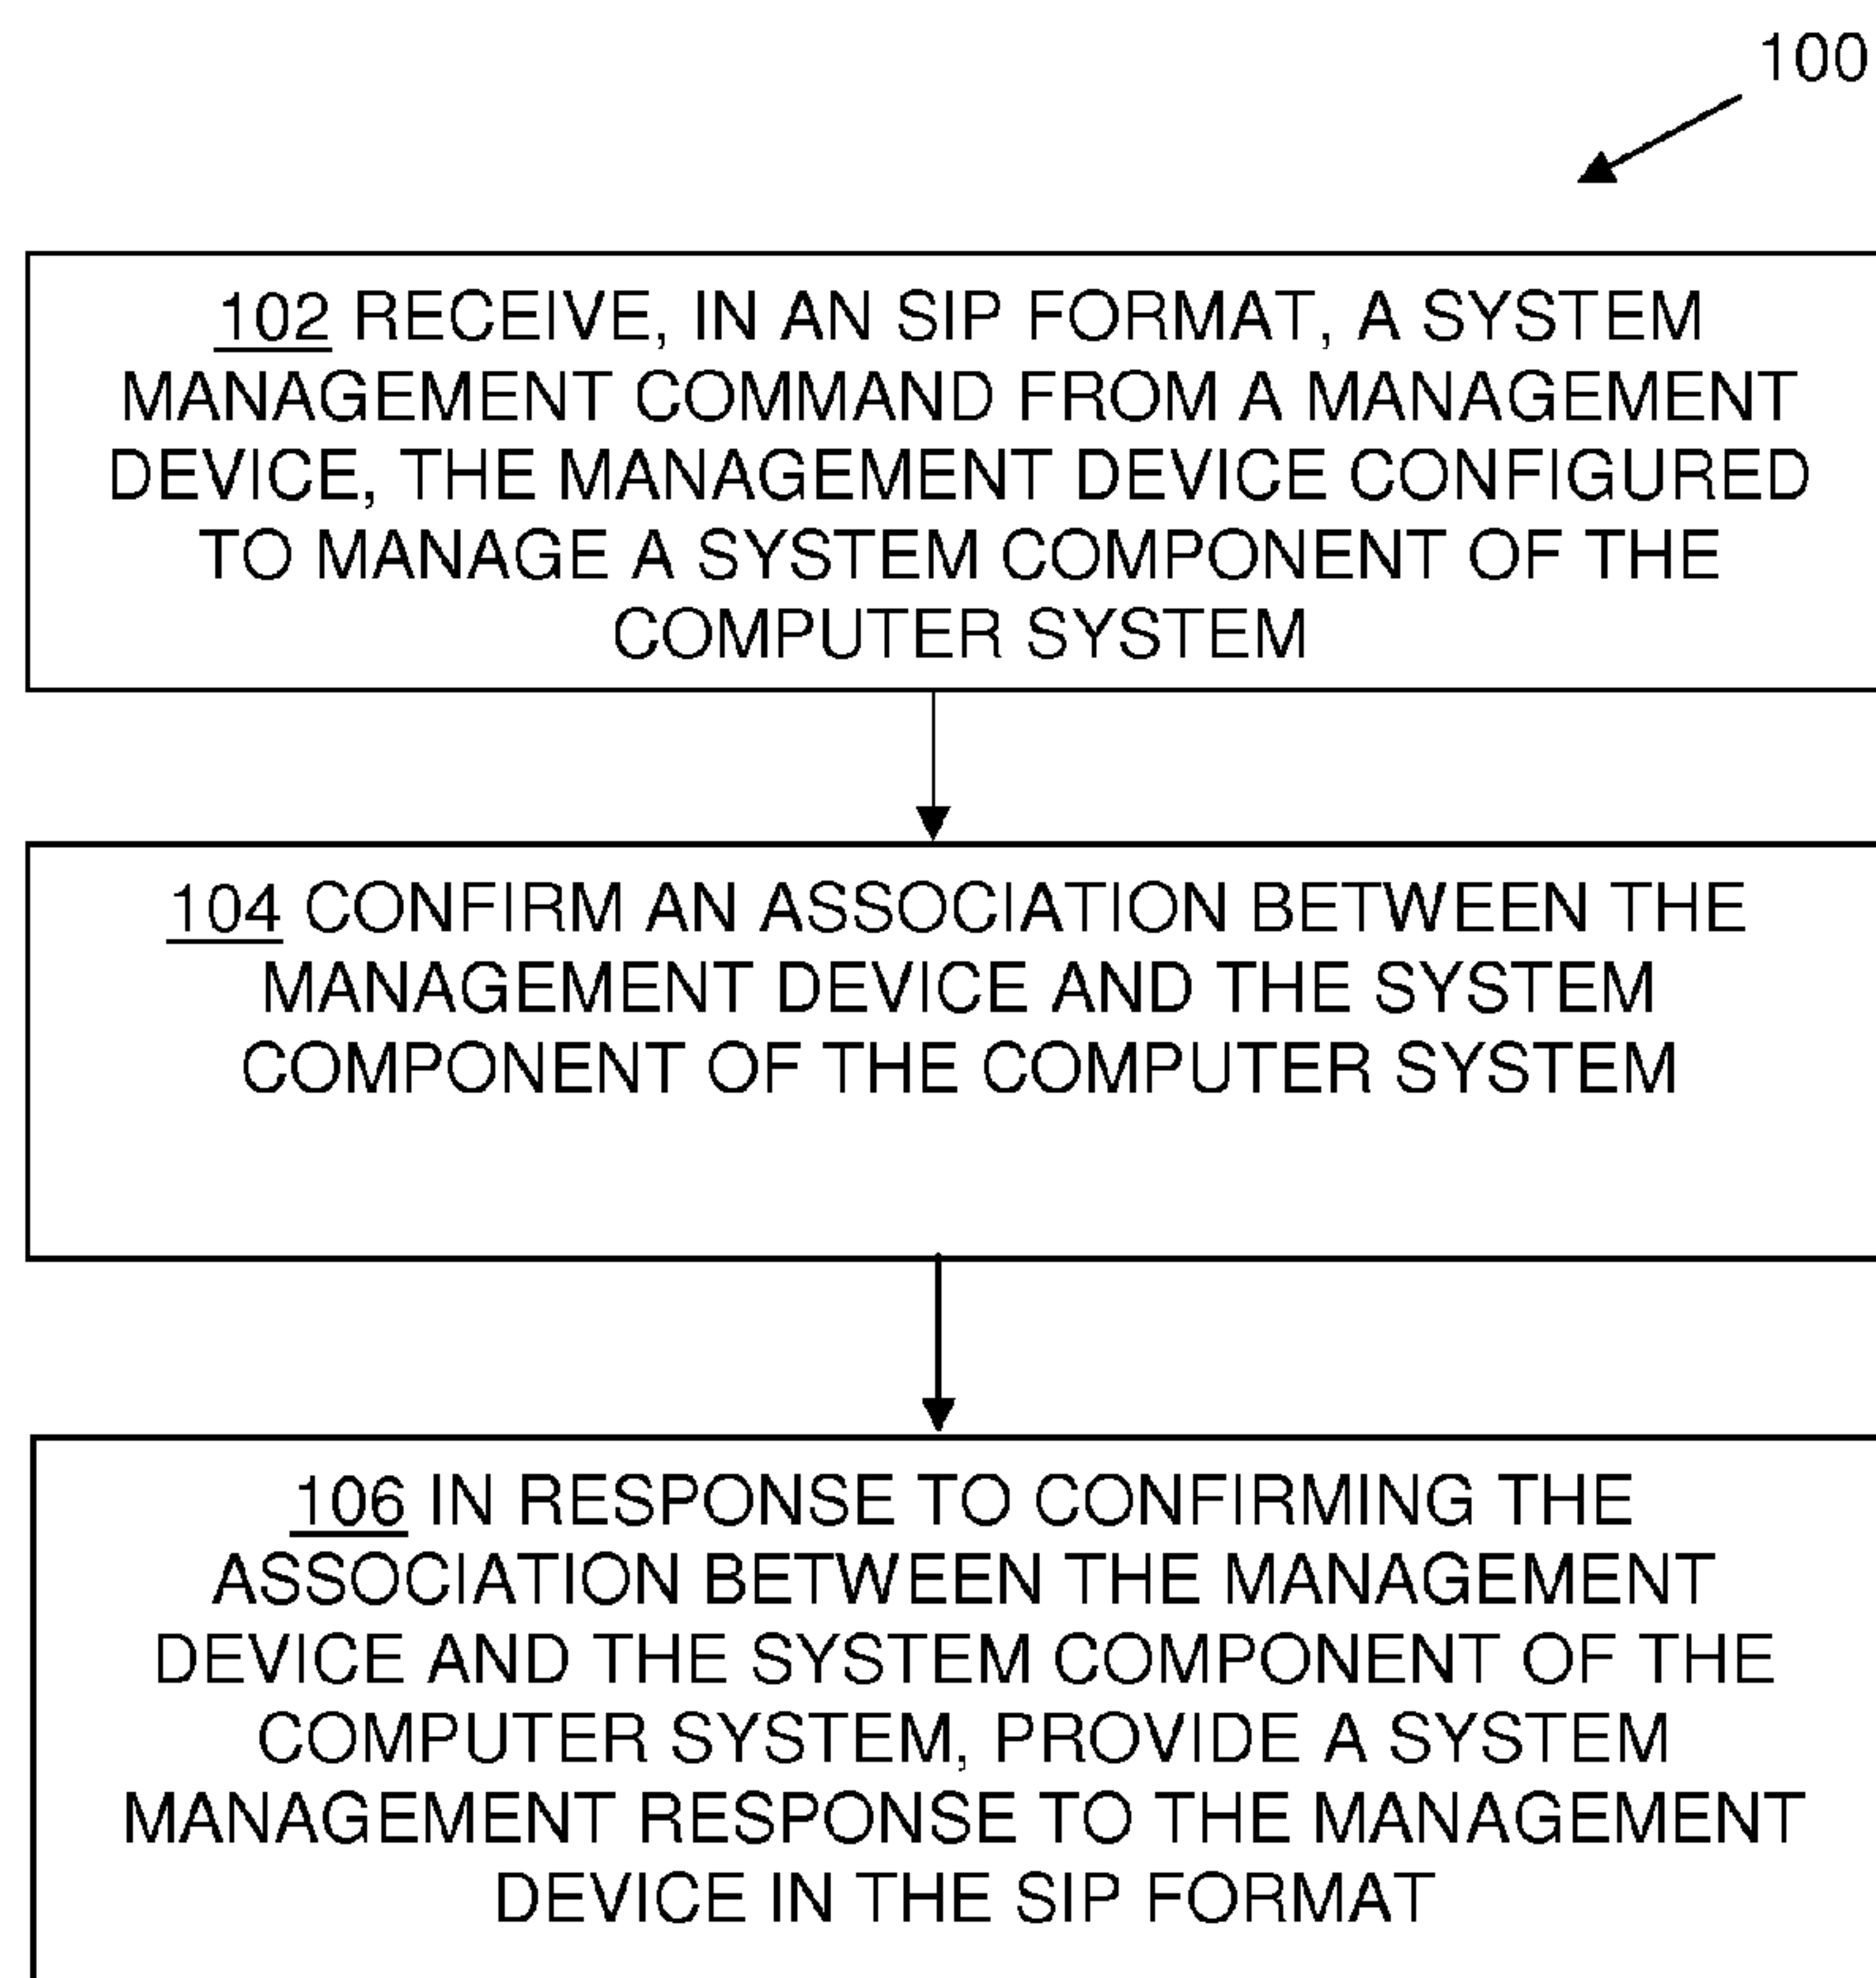 100
102 RECEIVE, IN AN SIP FORMAT, A SYSTEM
MANAGEMENT COMMAND FROM A MANAGEMENT
DEVICE, THE MANAGEMENT DEVICE CONFIGURED
TO MANAGE A SYSTEM COMPONENT OF THE
COMPUTER SYSTEM
104 CONFIRM AN ASSOCIATION BETWEEN THE
MANAGEMENT DEVICE AND THE SYSTEM
COMPONENT OF THE COMPUTER SYSTEM
106 IN RESPONSE TO CONFIRMING THE
ASSOCIATION BETWEEN THE MANAGEMENT
DEVICE AND THE SYSTEM COMPONENT OF THE
COMPUTER SYSTEM, PROVIDE A SYSTEM
MANAGEMENT RESPONSE TO THE MANAGEMENT
DEVICE IN THE SIP FORMAT